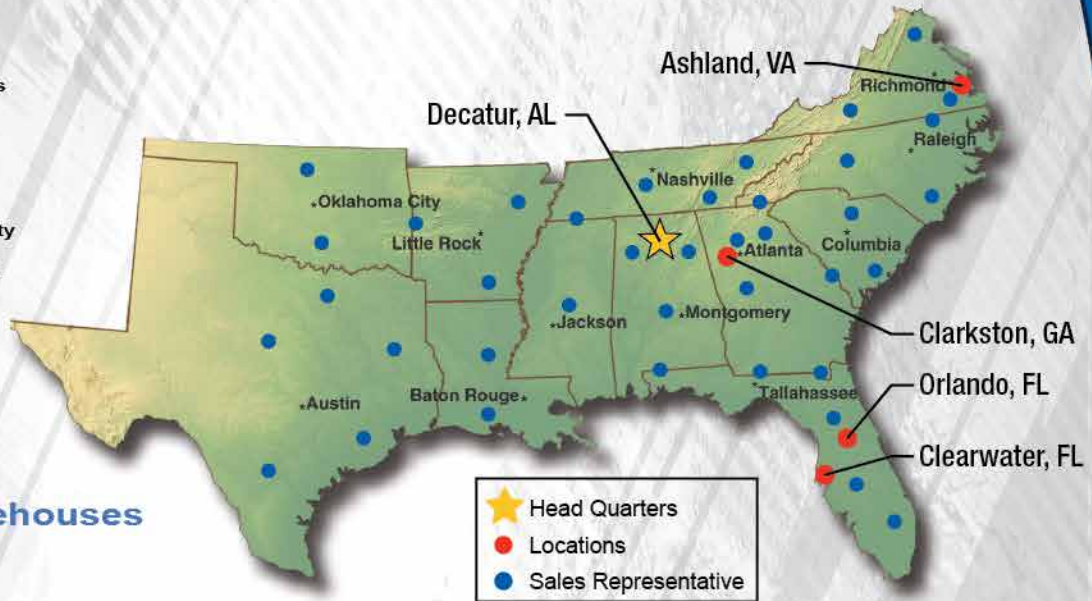 s
ty
ehouses
Ashland, VA
Richmond
Decatur, AL
Raleigh
Nashville
Oklahoma City
Little Rock
Atlanta
Columbia
Jackson
Montgomery
Clarkston, GA
Tallahassee
Orlando, FL
Baton Rouge
Austin
Clearwater, FL
Head Quarters
Locations
Sales Representative